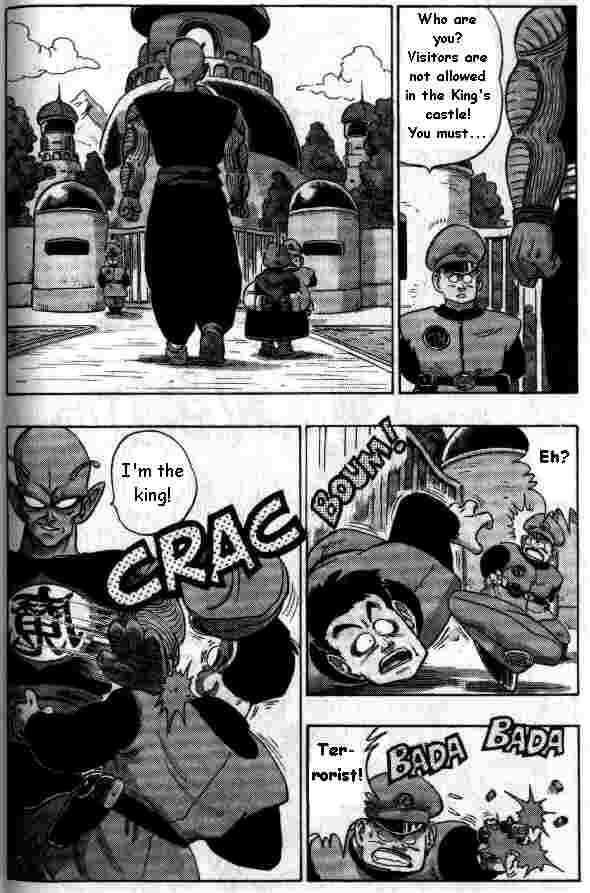 Who are
you?
Visitors are
not allowed
in the King's
castle!
You must...
I'm the
king!
CRAC
BOUM!
Eh?
Ter-
rorist!
BADA
BADA